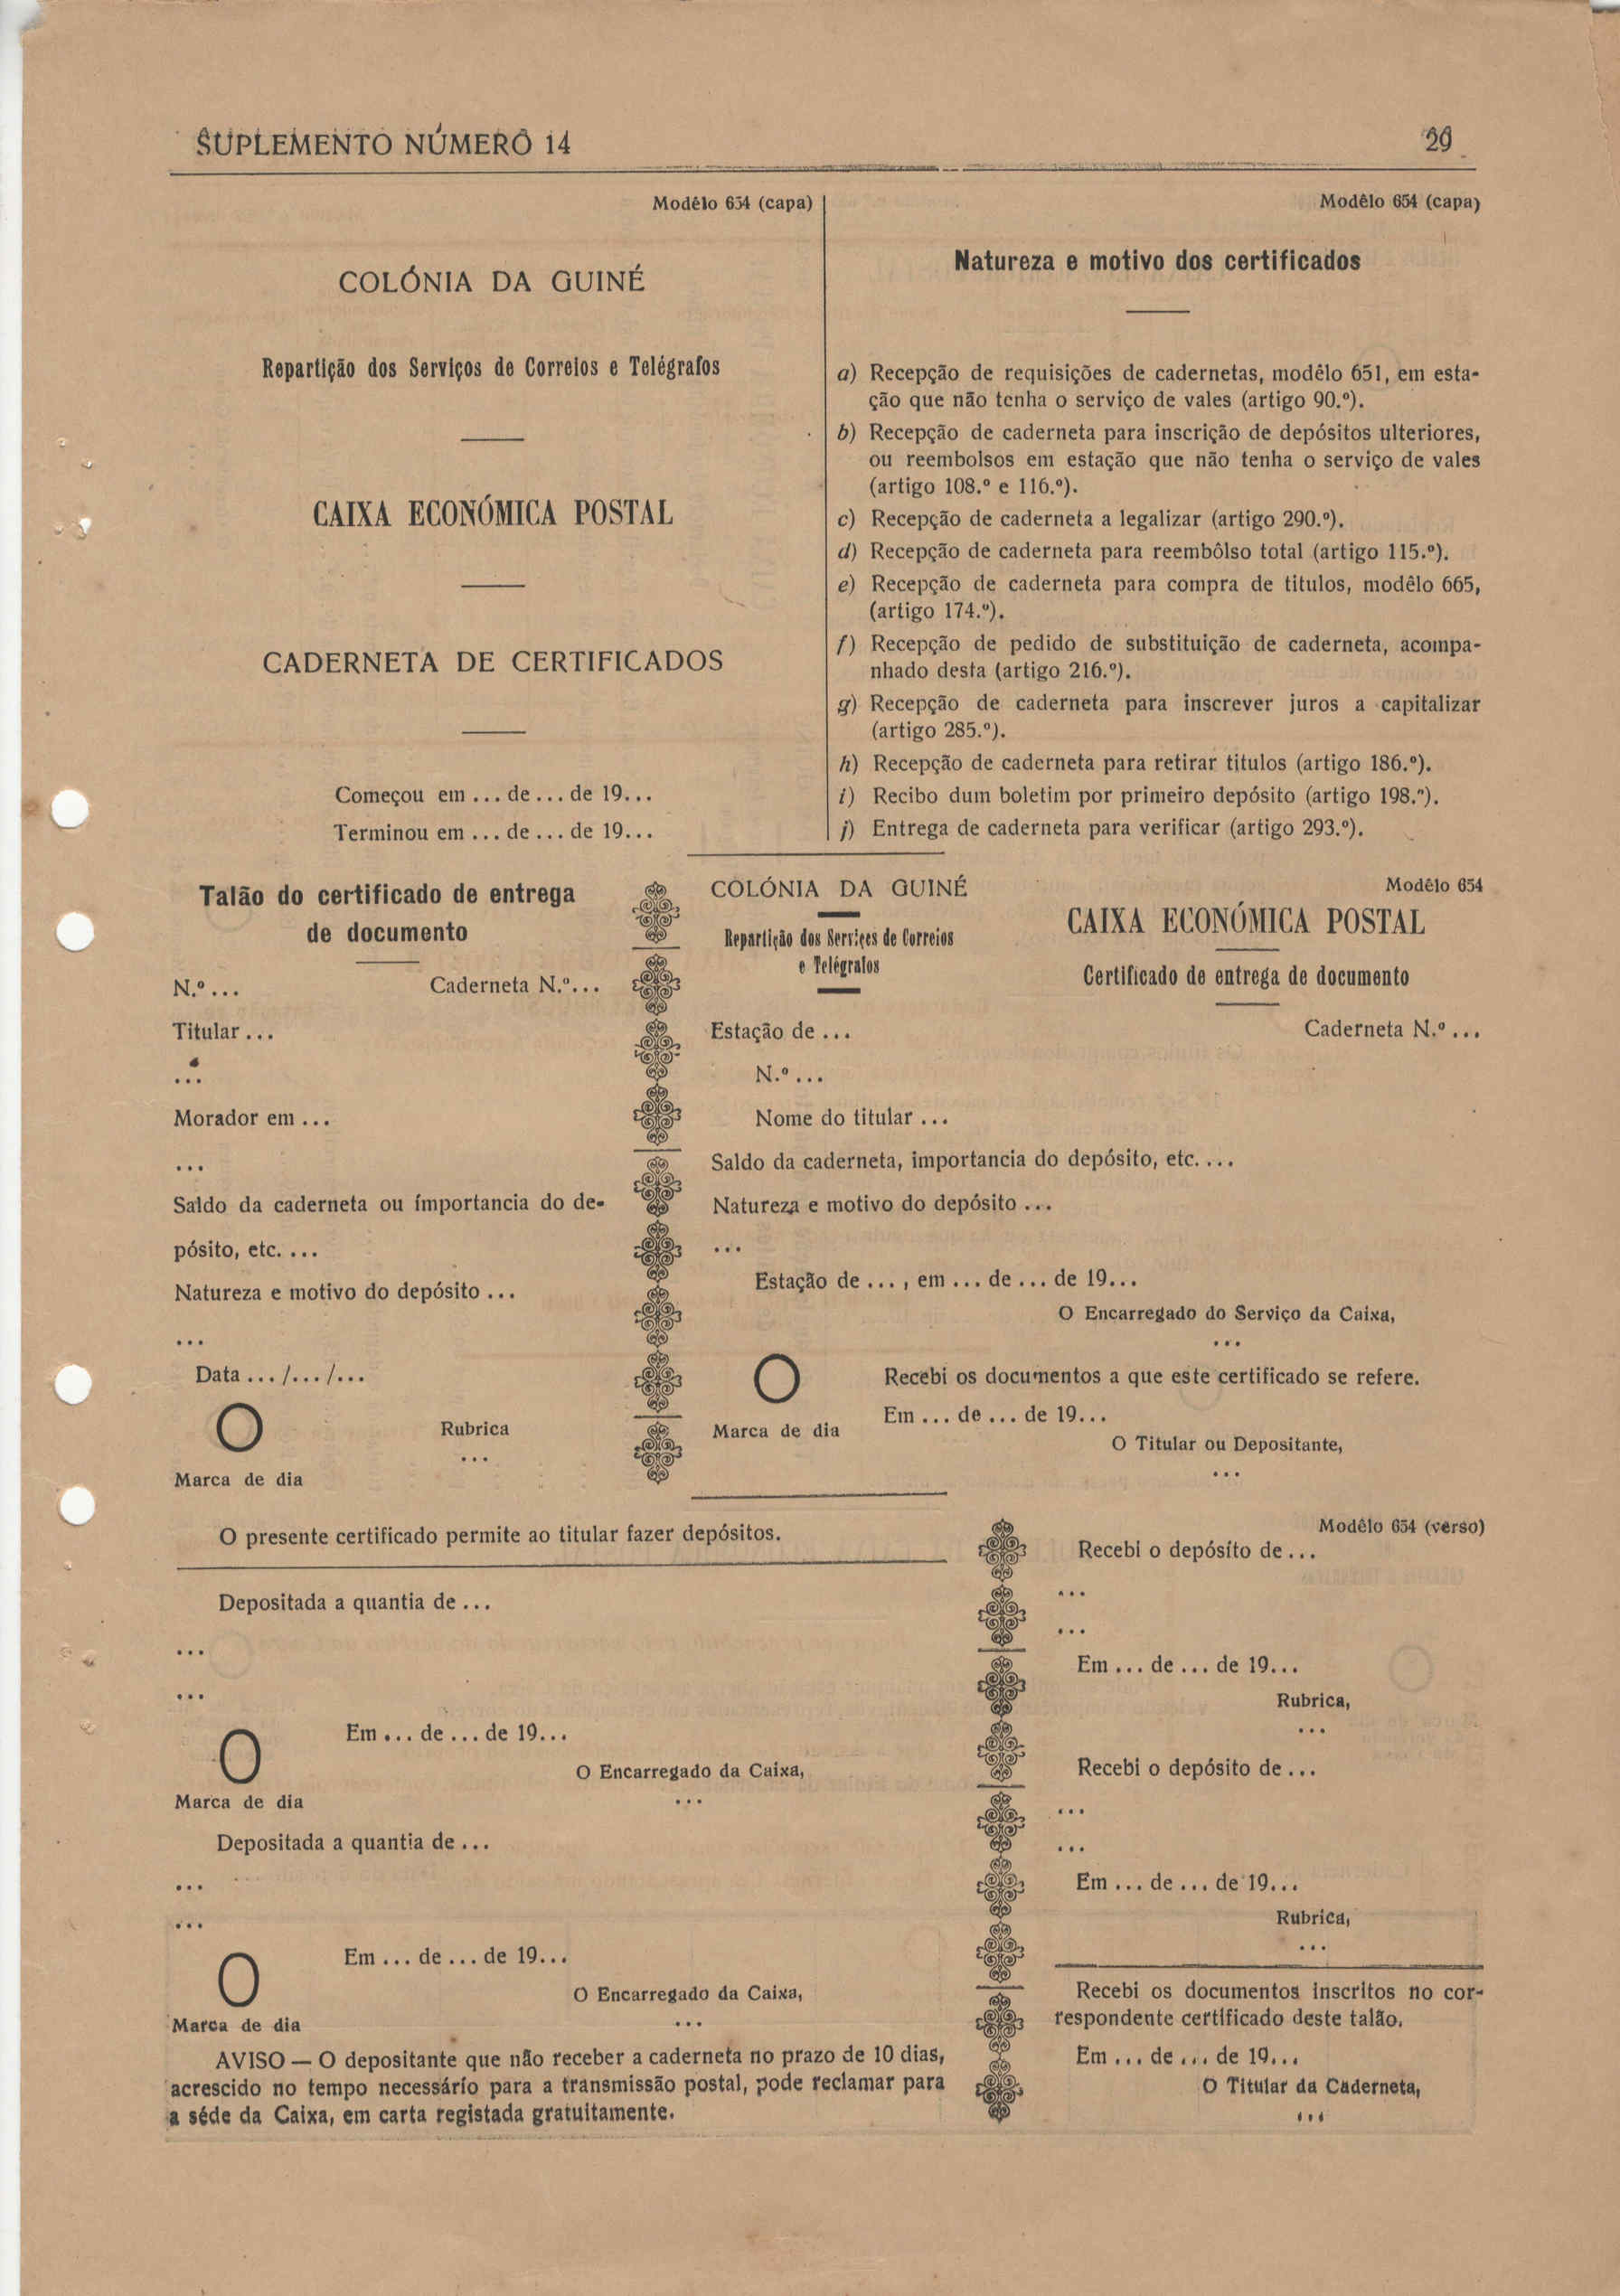 SUPLEMENTO NÚMERO 14
29
Modêlo 654 (capa)
COLÓNIA DA GUINÉ
Repartição dos Serviços de Correios e Telégrafos
CAIXA ECONÓMICA POSTAL
CADERNETA DE CERTIFICADOS
Começou em ... de ... de 19...
Terminou em ... de ... de 19...
Modêlo 654 (capa)
Natureza e motivo dos certificados
a) Recepção de requisições de cadernetas, modêlo 651, em esta-
ção que não tenha o serviço de vales (artigo 90.º).
b) Recepção de caderneta para inscrição de depósitos ulteriores,
ou reembolsos em estação que não tenha o serviço de vales
(artigo 108.º e 116.º).
c) Recepção de caderneta a legalizar (artigo 290.º).
d) Recepção de caderneta para reembôlso total (artigo 115.º).
e) Recepção de caderneta para compra de titulos, modêlo 665,
(artigo 174.º).
f) Recepção de pedido de substituição de caderneta, acompa-
nhado desta (artigo 216.º).
g) Recepção de caderneta para inscrever juros a capitalizar
(artigo 285.º).
h) Recepção de caderneta para retirar titulos (artigo 186.º).
i) Recibo dum boletim por primeiro depósito (artigo 198.º).
j) Entrega de caderneta para verificar (artigo 293.º).
Talão do certificado de entrega
de documento
N.º ... Caderneta N.º...
Titular ...
...
Morador em ...
...
Saldo da caderneta ou importancia do de-
pósito, etc. ...
Natureza e motivo do depósito ...
...
Data ... /... /...
Rubrica
...
Marca de dia
COLÓNIA DA GUINÉ
Repartição dos Serviços de Correios
e Telégrafos
Modêlo 654
CAIXA ECONÓMICA POSTAL
Certificado de entrega de documento
Estação de ... Caderneta N.º ...
N.º ...
Nome do titular ...
Saldo da caderneta, importancia do depósito, etc. ...
Natureza e motivo do depósito ...
...
Estação de ... , em ... de ... de 19...
O Encarregado do Serviço da Caixa,
...
Recebi os documentos a que este certificado se refere.
Em ... de ... de 19...
Marca de dia
O Titular ou Depositante,
...
O presente certificado permite ao titular fazer depósitos.
Depositada a quantia de ...
...
...
Em ... de ... de 19...
O Encarregado da Caixa,
Marca de dia ...
Depositada a quantia de ...
...
...
Em ... de ... de 19...
O Encarregado da Caixa,
Marca de dia ...
AVISO — O depositante que não receber a caderneta no prazo de 10 dias,
acrescido no tempo necessário para a transmissão postal, pode reclamar para
a séde da Caixa, em carta registada gratuitamente.
Modêlo 654 (verso)
Recebi o depósito de ...
...
...
Em ... de ... de 19...
Rubrica,
...
Recebi o depósito de ...
...
...
Em ... de ... de 19...
Rubrica,
...
Recebi os documentos inscritos no cor-
respondente certificado deste talão.
Em ... de ... de 19...
O Titular da Caderneta,
...